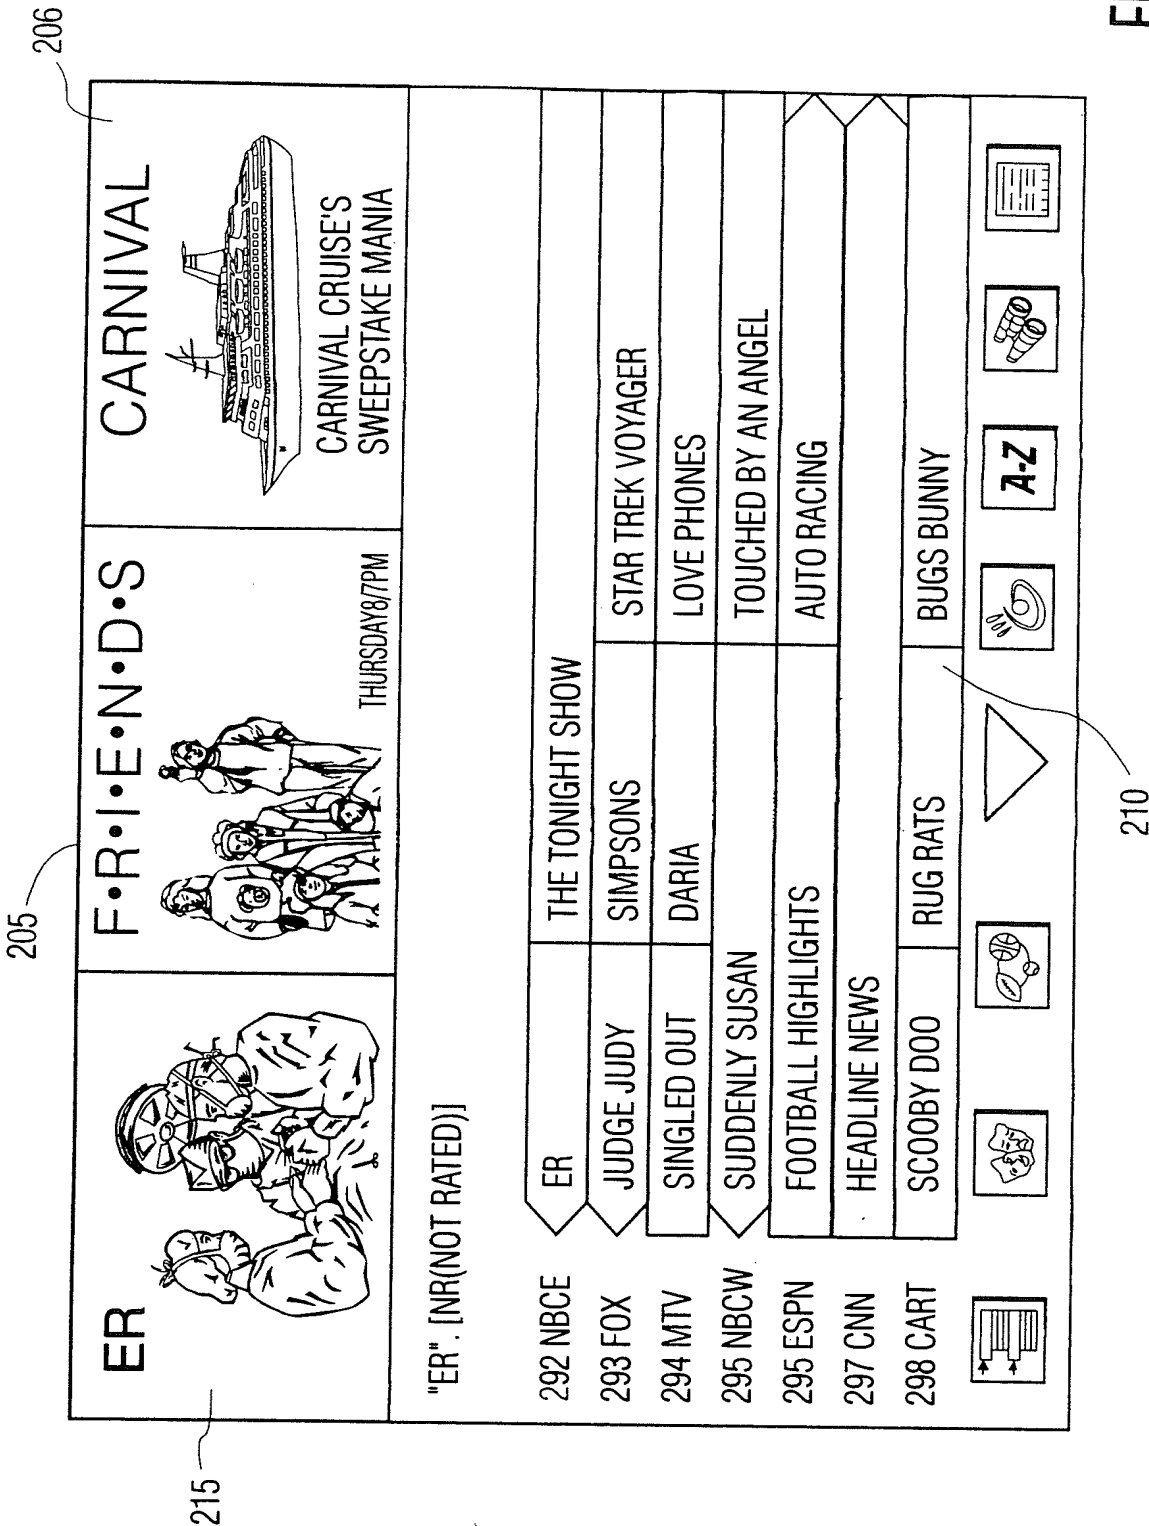 206
205
215
ER
F•R•I•E•N•D•S
THURSDAY8/7PM
CARNIVAL
CARNIVAL CRUISE'S
SWEEPSTAKE MANIA
"ER". [NR(NOT RATED)]
292 NBCE ER THE TONIGHT SHOW
293 FOX JUDGE JUDY SIMPSONS STAR TREK VOYAGER
294 MTV SINGLED OUT DARIA LOVE PHONES
295 NBCW SUDDENLY SUSAN TOUCHED BY AN ANGEL
295 ESPN FOOTBALL HIGHLIGHTS AUTO RACING
297 CNN HEADLINE NEWS
298 CART SCOOBY DOO RUG RATS BUGS BUNNY
A-Z
210